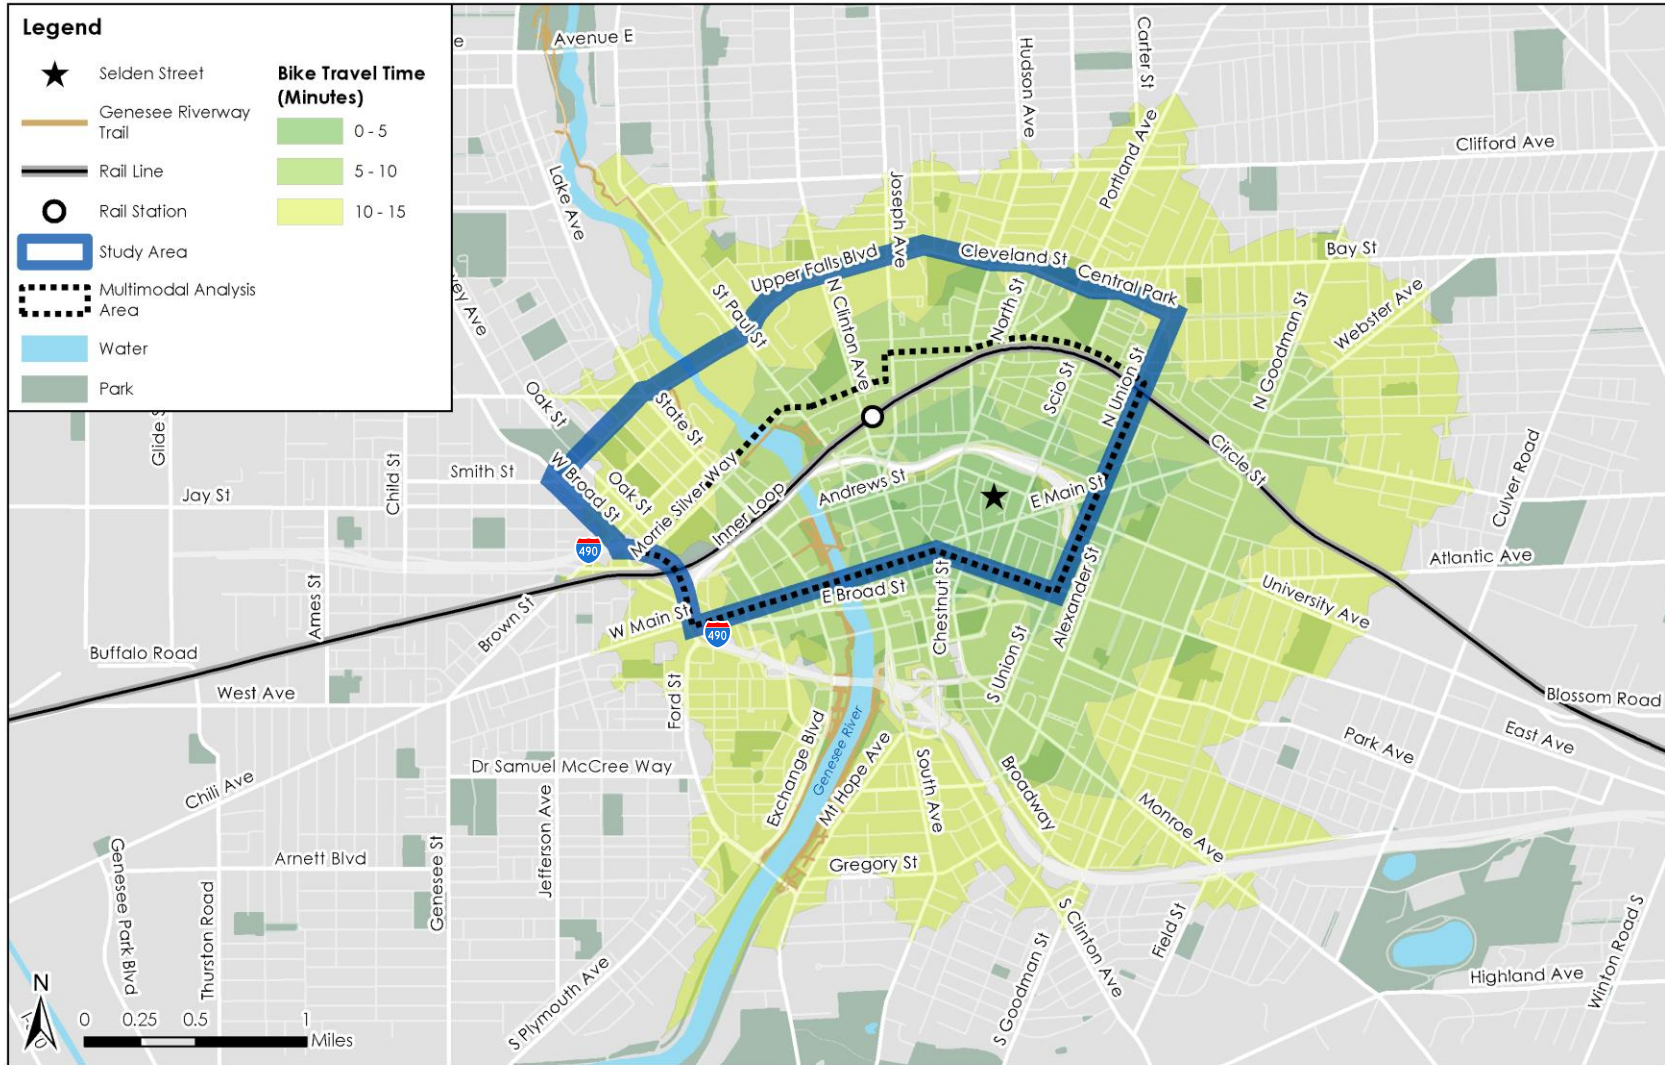 Legend
Selden Street
Genesee Riverway
Trail
Rail Line
Rail Station
Study Area
Multimodal Analysis
Area
Water
Park
Bike Travel Time
(Minutes)
0 - 5
5 - 10
10 - 15
e
Avenue E
Hudson Ave
Carter St
Portland Ave
Clifford Ave
Lake Ave
Joseph Ave
Bay St
Upper Falls Blvd
Cleveland St
Central Park
ey Ave
St Paul St
N Clinton Ave
North St
N Goodman St
Webster Ave
Scio St
N Union St
Oak St
State St
Glide S
Smith St
W Broad St
Oak St
Morrie Silver Way
Inner Loop
Andrews St
E Main St
Circle St
Culver Road
Jay St
Child St
490
Atlantic Ave
Ames St
Brown St
W Main St
490
E Broad St
Chestnut St
Alexander St
S Union St
University Ave
Buffalo Road
West Ave
Ford St
Blossom Road
East Ave
Park Ave
Exchange Blvd
Genesee River
Mt Hope Ave
South Ave
Broadway
Monroe Ave
Dr Samuel McCree Way
Chili Ave
Jefferson Ave
Genesee St
Arnett Blvd
Gregory St
Genesee Park Blvd
Thurston Road
S Plymouth Ave
S Goodman St
S Clinton Ave
Field St
Highland Ave
Winton Road S
N
0 0.25 0.5 1
Miles